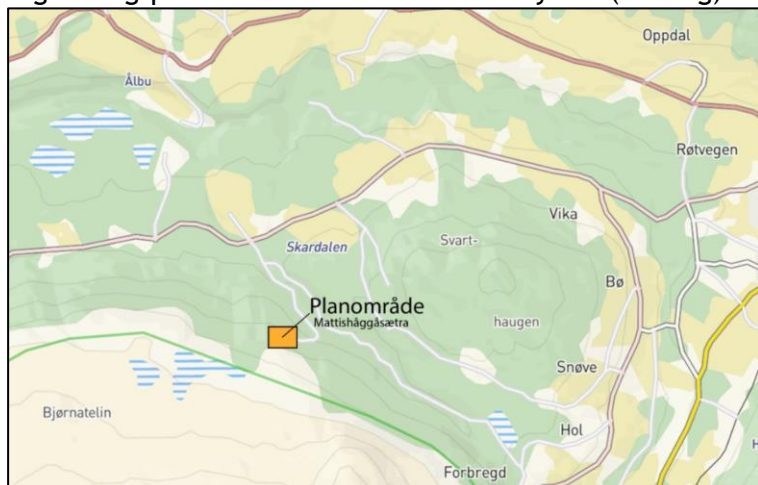 Oppdal
Ålbu
Røtvegen
Vika
Svart-
Skardalen
Bø
Planområde
Mattishåggåsætra
haugen
Snøve
Bjørnatelin
Hol
Forbregd